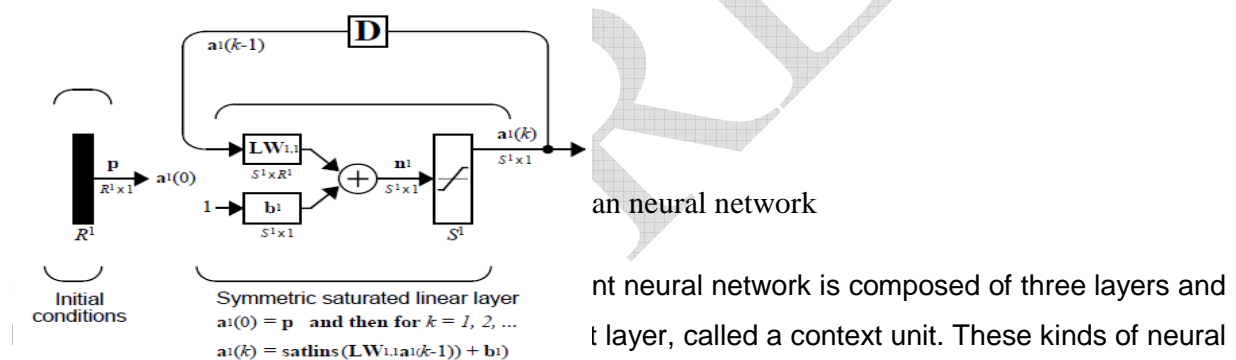 D
a1(k-1)
a1(k)
LW1,1
S1x1
p
n1
R1x1
a1(0)
S1xR1
S1x1
1
b1
an neural network
S1x1
R1
S1
nt neural network is composed of three layers and
Initial
conditions
Symmetric saturated linear layer
a1(0) = p and then for k = 1, 2, ...
t layer, called a context unit. These kinds of neural
a1(k) = satlins (LW1,1a1(k-1)) + b1)